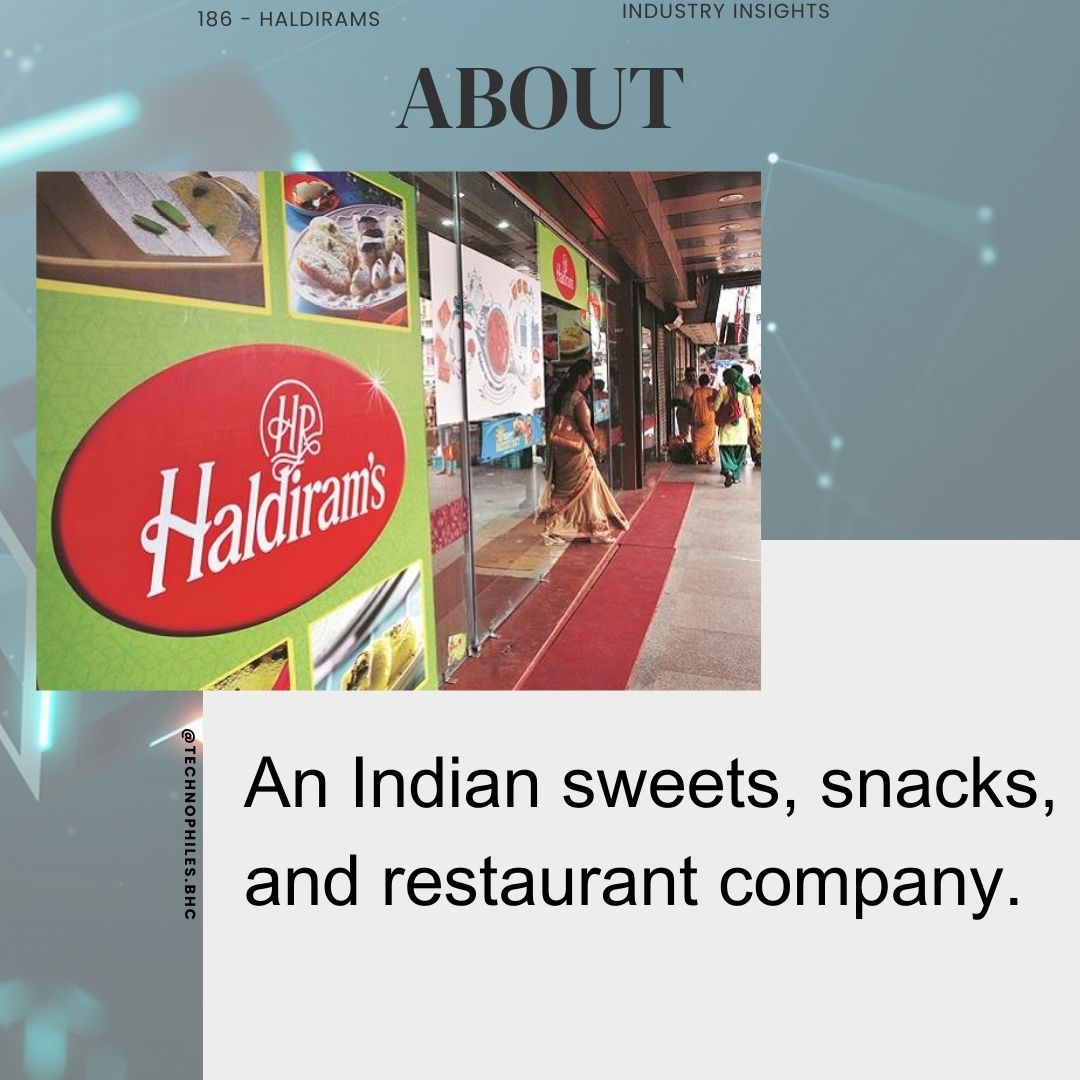 186 - HALDIRAMS
INDUSTRY INSIGHTS
ABOUT
HR
Haldiram's
Haldiram's
@TECHNOPHILES.BHC
An Indian sweets, snacks,
and restaurant company.